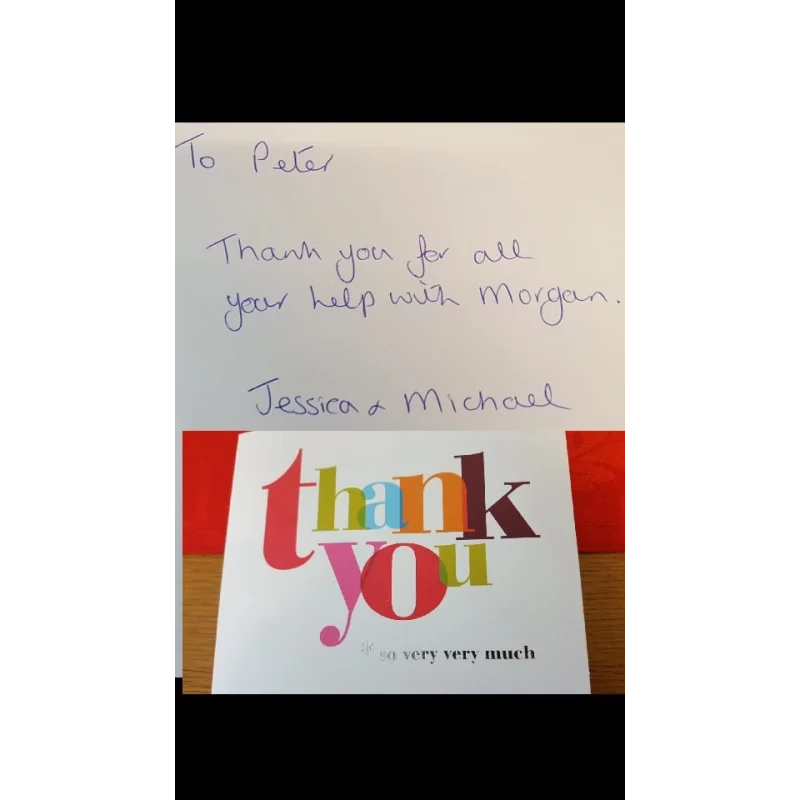 To Peter
Thank you for all
your help with Morgan.
Jessica & Michael
thank
you
* so very very much